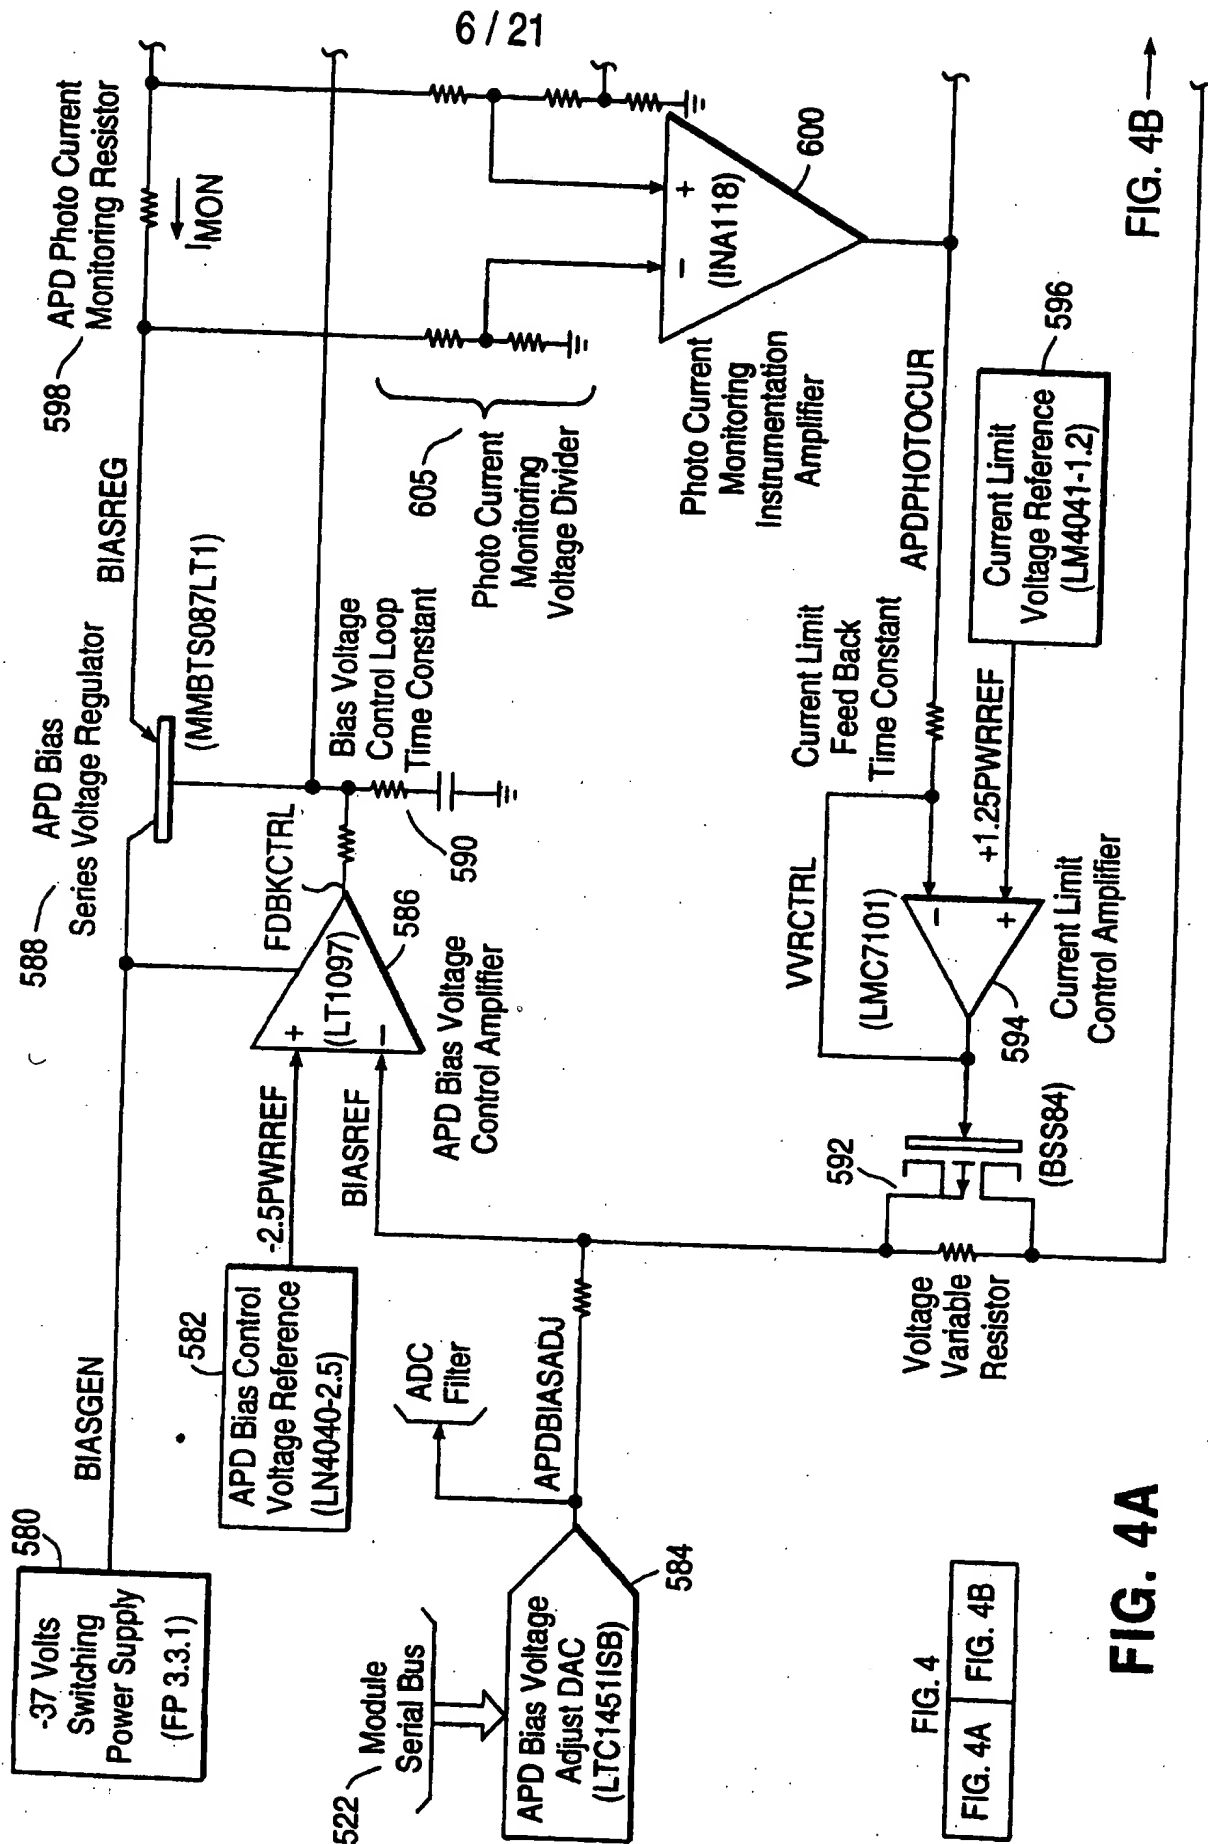 6 / 21
580
-37 Volts
Switching
Power Supply
(FP 3.3.1)
BIASGEN
588
APD Bias
Series Voltage Regulator
(MMBTS087LT1)
BIASREG
598
APD Photo Current
Monitoring Resistor
IMON
582
APD Bias Control
Voltage Reference
(LN4040-2.5)
-2.5PWRREF
BIASREF
+
(LT1097)
-
586
APD Bias Voltage
Control Amplifier
FDBKCTRL
590
Bias Voltage
Control Loop
Time Constant
605
Photo Current
Monitoring
Voltage Divider
-
+
(INA118)
600
Photo Current
Monitoring
Instrumentation
Amplifier
522
Module
Serial Bus
APD Bias Voltage
Adjust DAC
(LTC1451ISB)
584
ADC
Filter
APDBIASADJ
Voltage
Variable
Resistor
592
(BSS84)
VVRCTRL
(LMC7101)
-
+
594
Current Limit
Control Amplifier
Current Limit
Feed Back
Time Constant
APDPHOTOCUR
+1.25PWRREF
Current Limit
Voltage Reference
(LM4041-1.2)
596
FIG. 4
FIG. 4A
FIG. 4B
FIG. 4A
FIG. 4B